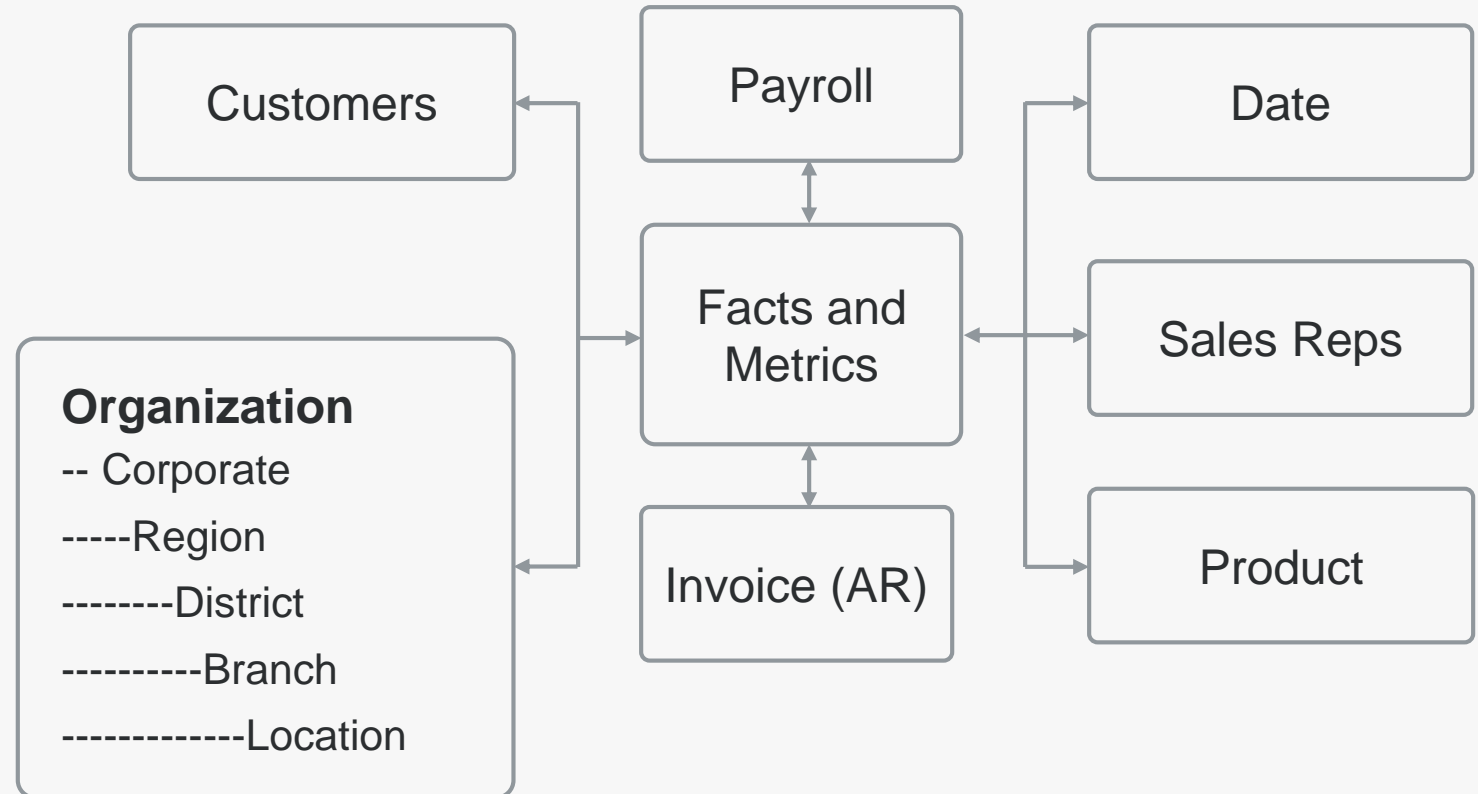 Customers
Payroll
Date
Facts and
Metrics
Sales Reps
Organization
-- Corporate
-----Region
--------District
----------Branch
-------------Location
Invoice (AR)
Product